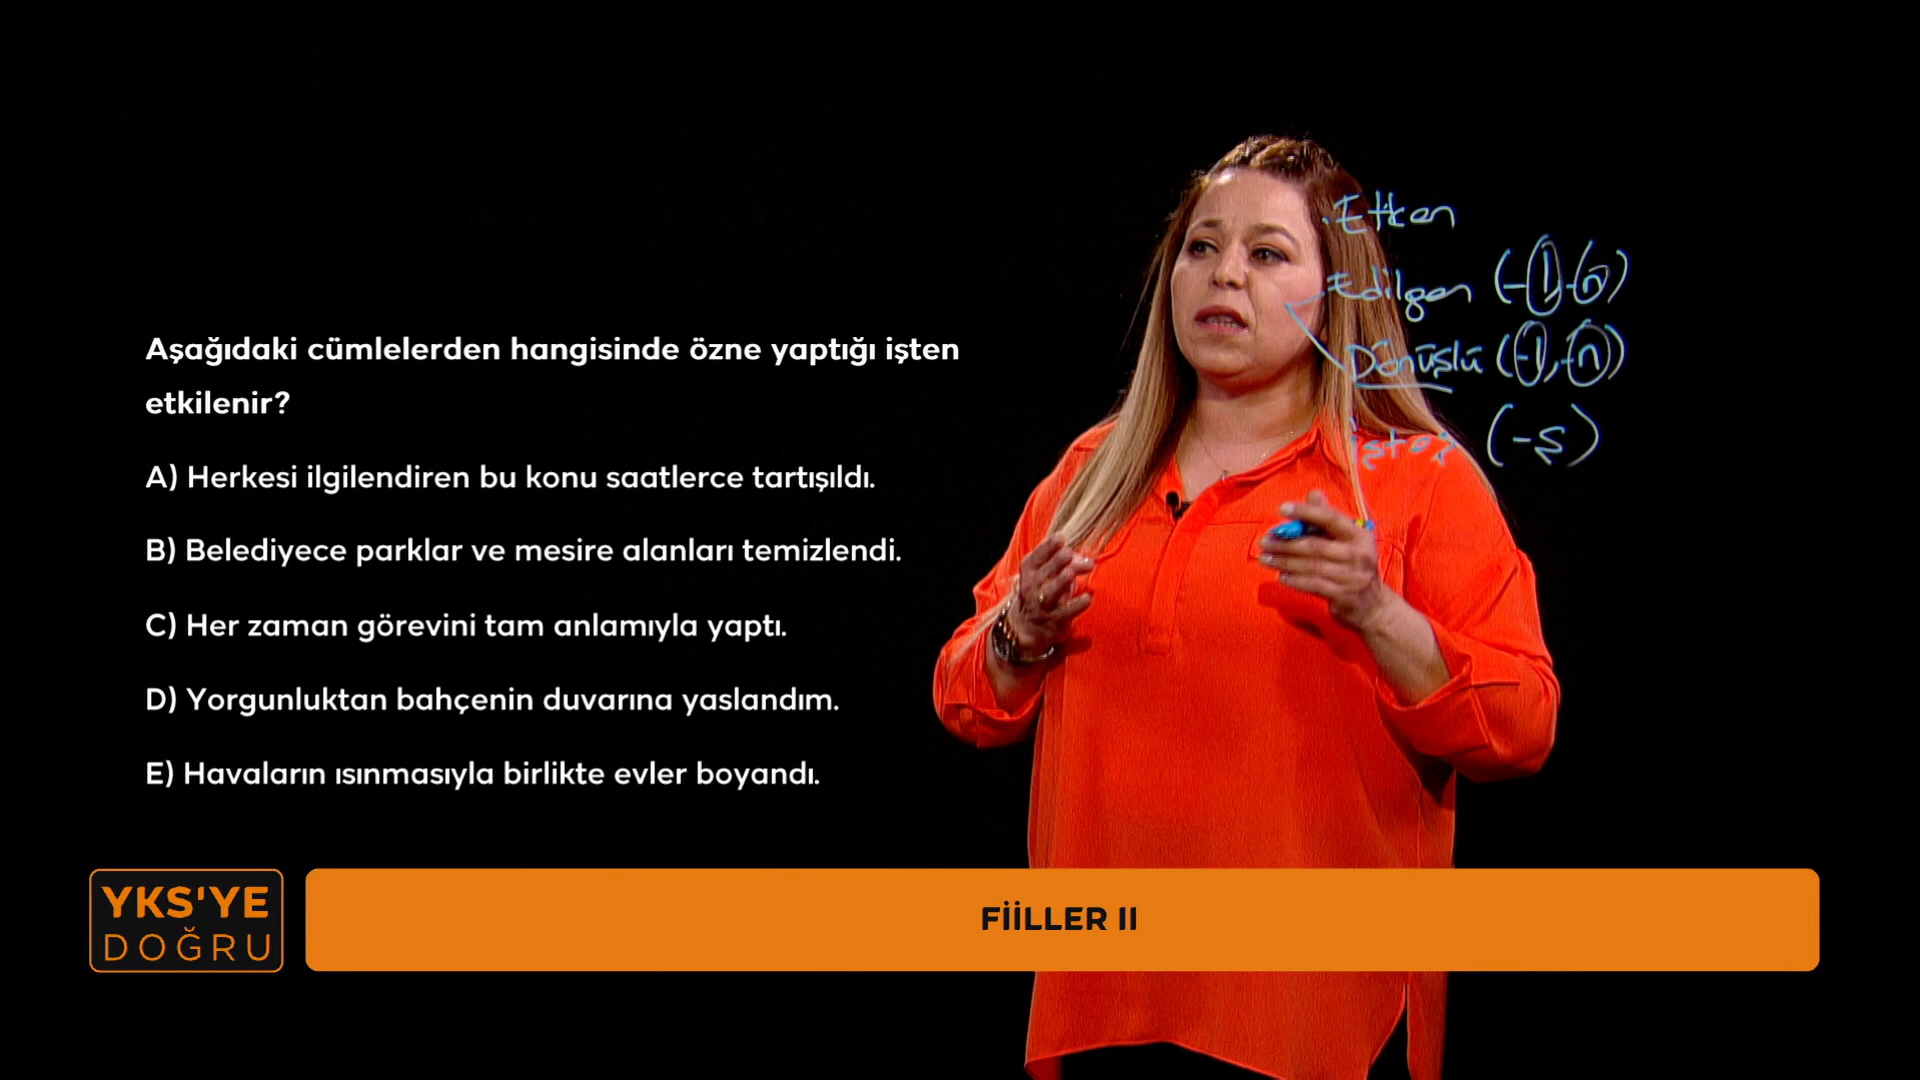 Aşağıdaki cümlelerden hangisinde özne yaptığı işten
etkilenir?
A) Herkesi ilgilendiren bu konu saatlerce tartışıldı.
B) Belediyece parklar ve mesire alanları temizlendi.
C) Her zaman görevini tam anlamıyla yaptı.
D) Yorgunluktan bahçenin duvarına yaslandım.
E) Havaların ısınmasıyla birlikte evler boyandı.
Etken
Edilgen (-l,-n)
Dönüşlü (-l,-n)
İşteş (-ş)
YKS'YE
DOĞRU
FİİLLER II